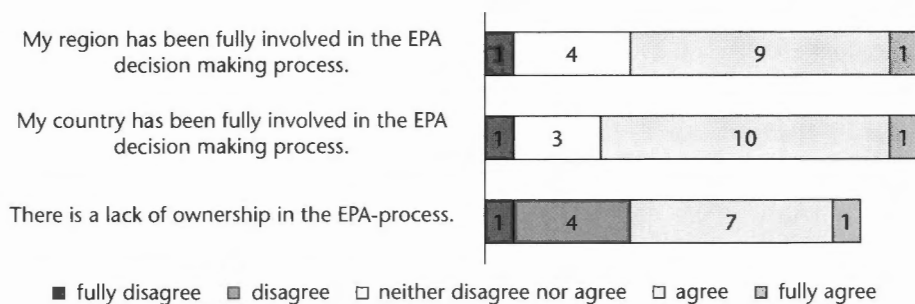 My region has been fully involved in the EPA
decision making process.
1 4 9 1
My country has been fully involved in the EPA
decision making process.
1 3 10 1
There is a lack of ownership in the EPA-process.
1 4 7 1
fully disagree disagree neither disagree nor agree agree fully agree